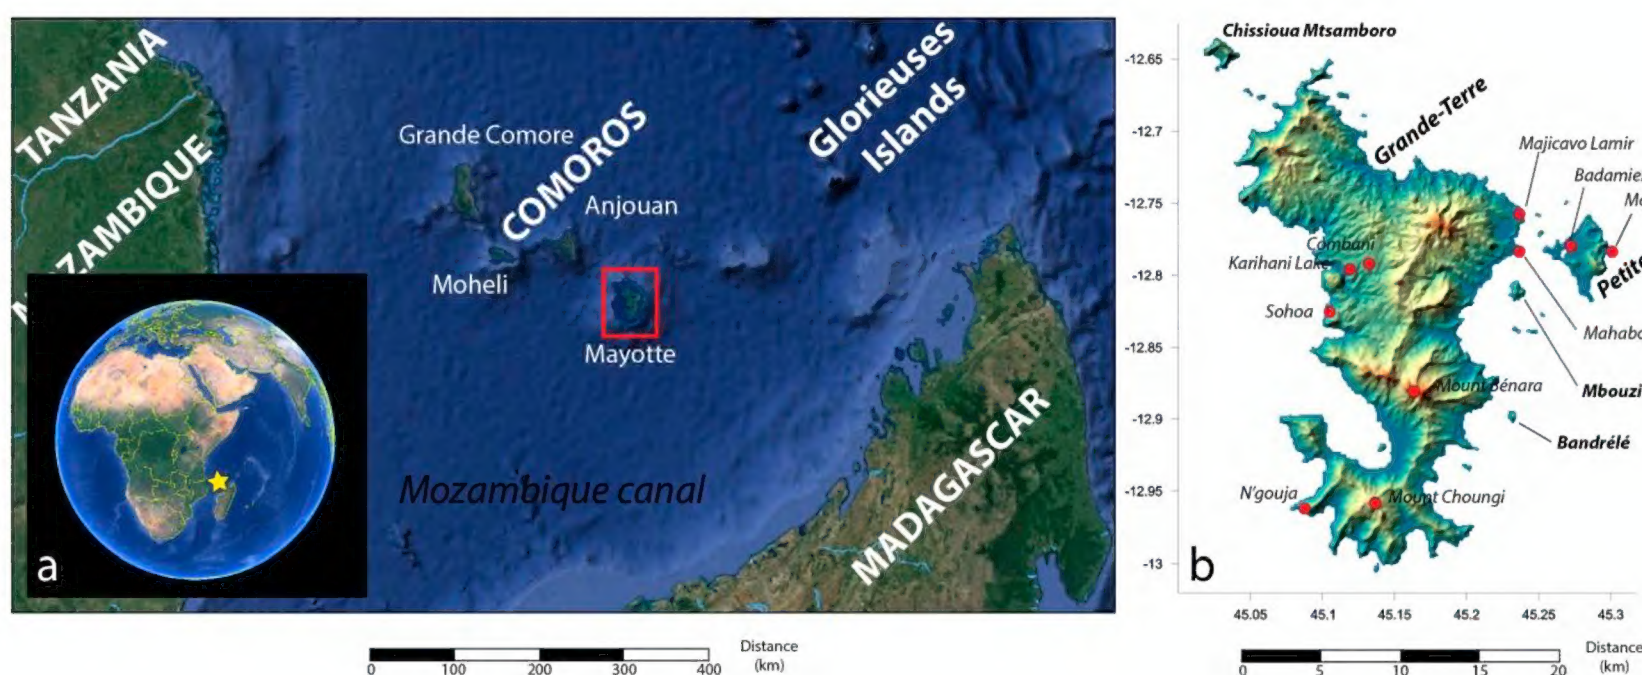 TANZANIA
MOZAMBIQUE
Grande Comore
COMOROS
Anjouan
Moheli
Mayotte
Glorieuses
Islands
Mozambique canal
MADAGASCAR
a
0 100 200 300 400
Distance
(km)
Chissioua Mtsamboro
Grande-Terre
Majicavo Lamir
Badamie
Combani
Karihani Lake
Petite
Sohoa
Mahaba
Mount Bénara
Mbouzi
Bandrélé
N'gouja
Mount Choungi
b
-12.65
-12.7
-12.75
-12.8
-12.85
-12.9
-12.95
-13
45.05 45.1 45.15 45.2 45.25 45.3
0 5 10 15 20
Distance
(km)